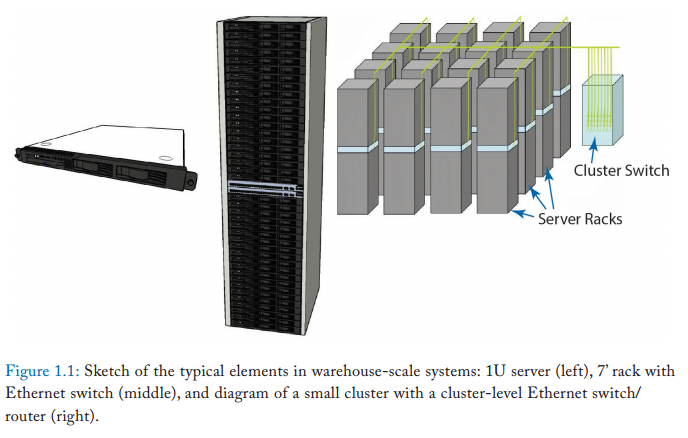 Cluster Switch
Server Racks
Figure 1.1: Sketch of the typical elements in warehouse-scale systems: 1U server (left), 7’ rack with
Ethernet switch (middle), and diagram of a small cluster with a cluster-level Ethernet switch/
router (right).